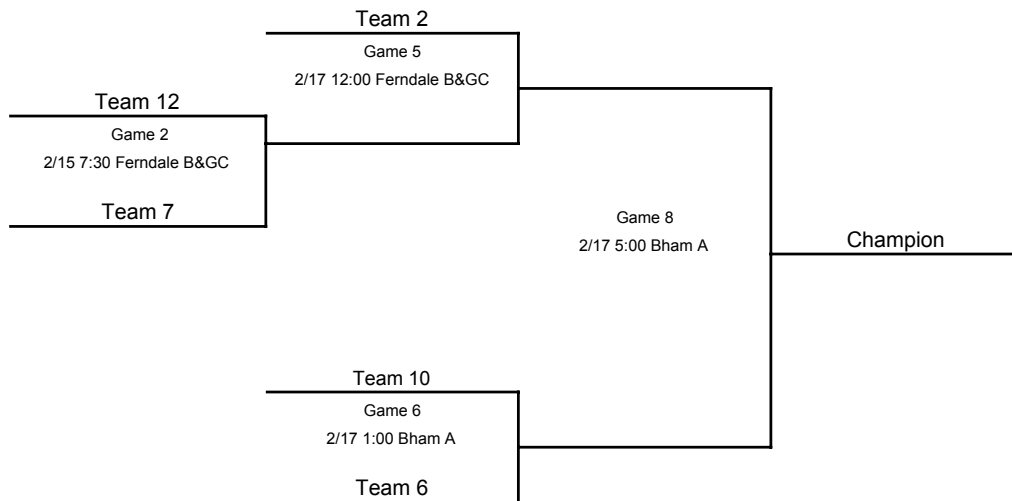 Team 2
Game 5
2/17 12:00 Ferndale B&GC
Team 12
Game 2
2/15 7:30 Ferndale B&GC
Team 7
Game 8
2/17 5:00 Bham A
Champion
Team 10
Game 6
2/17 1:00 Bham A
Team 6